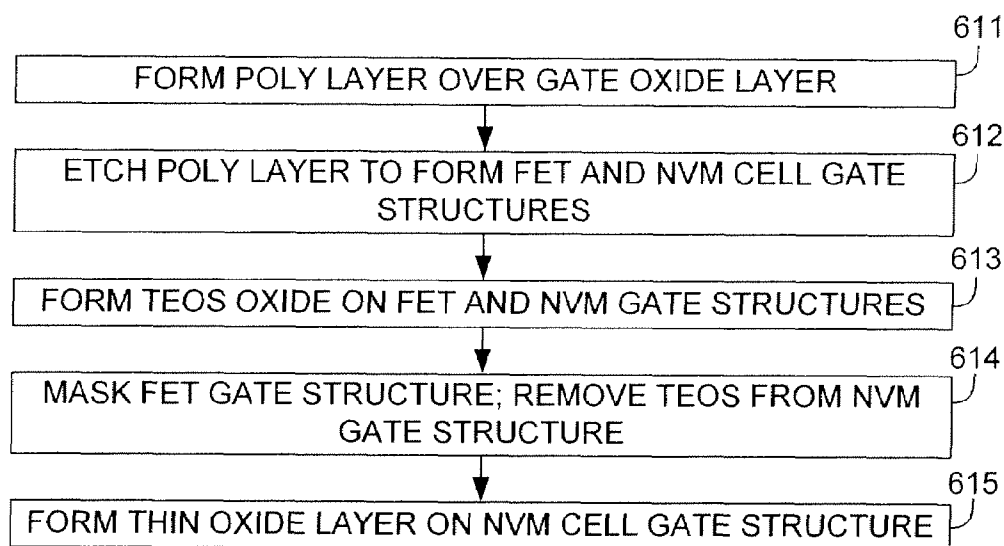 611
FORM POLY LAYER OVER GATE OXIDE LAYER
612
ETCH POLY LAYER TO FORM FET AND NVM CELL GATE
STRUCTURES
613
FORM TEOS OXIDE ON FET AND NVM GATE STRUCTURES
614
MASK FET GATE STRUCTURE; REMOVE TEOS FROM NVM
GATE STRUCTURE
615
FORM THIN OXIDE LAYER ON NVM CELL GATE STRUCTURE